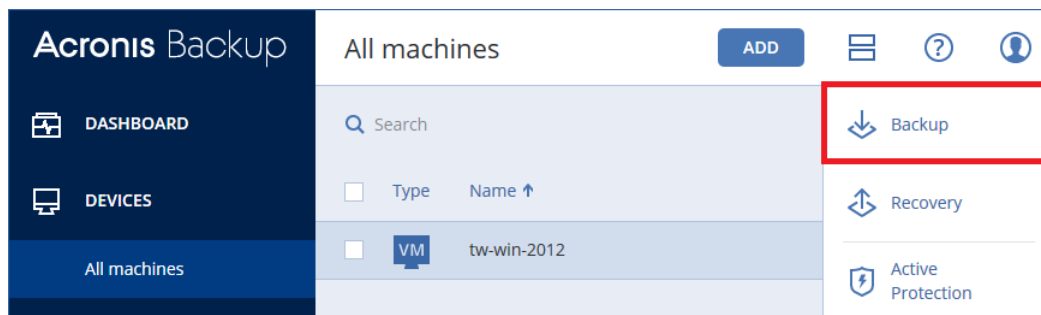 Acronis Backup
All machines
ADD
DASHBOARD
Search
Backup
DEVICES
Type
Name
Recovery
VM
tw-win-2012
All machines
Active
Protection